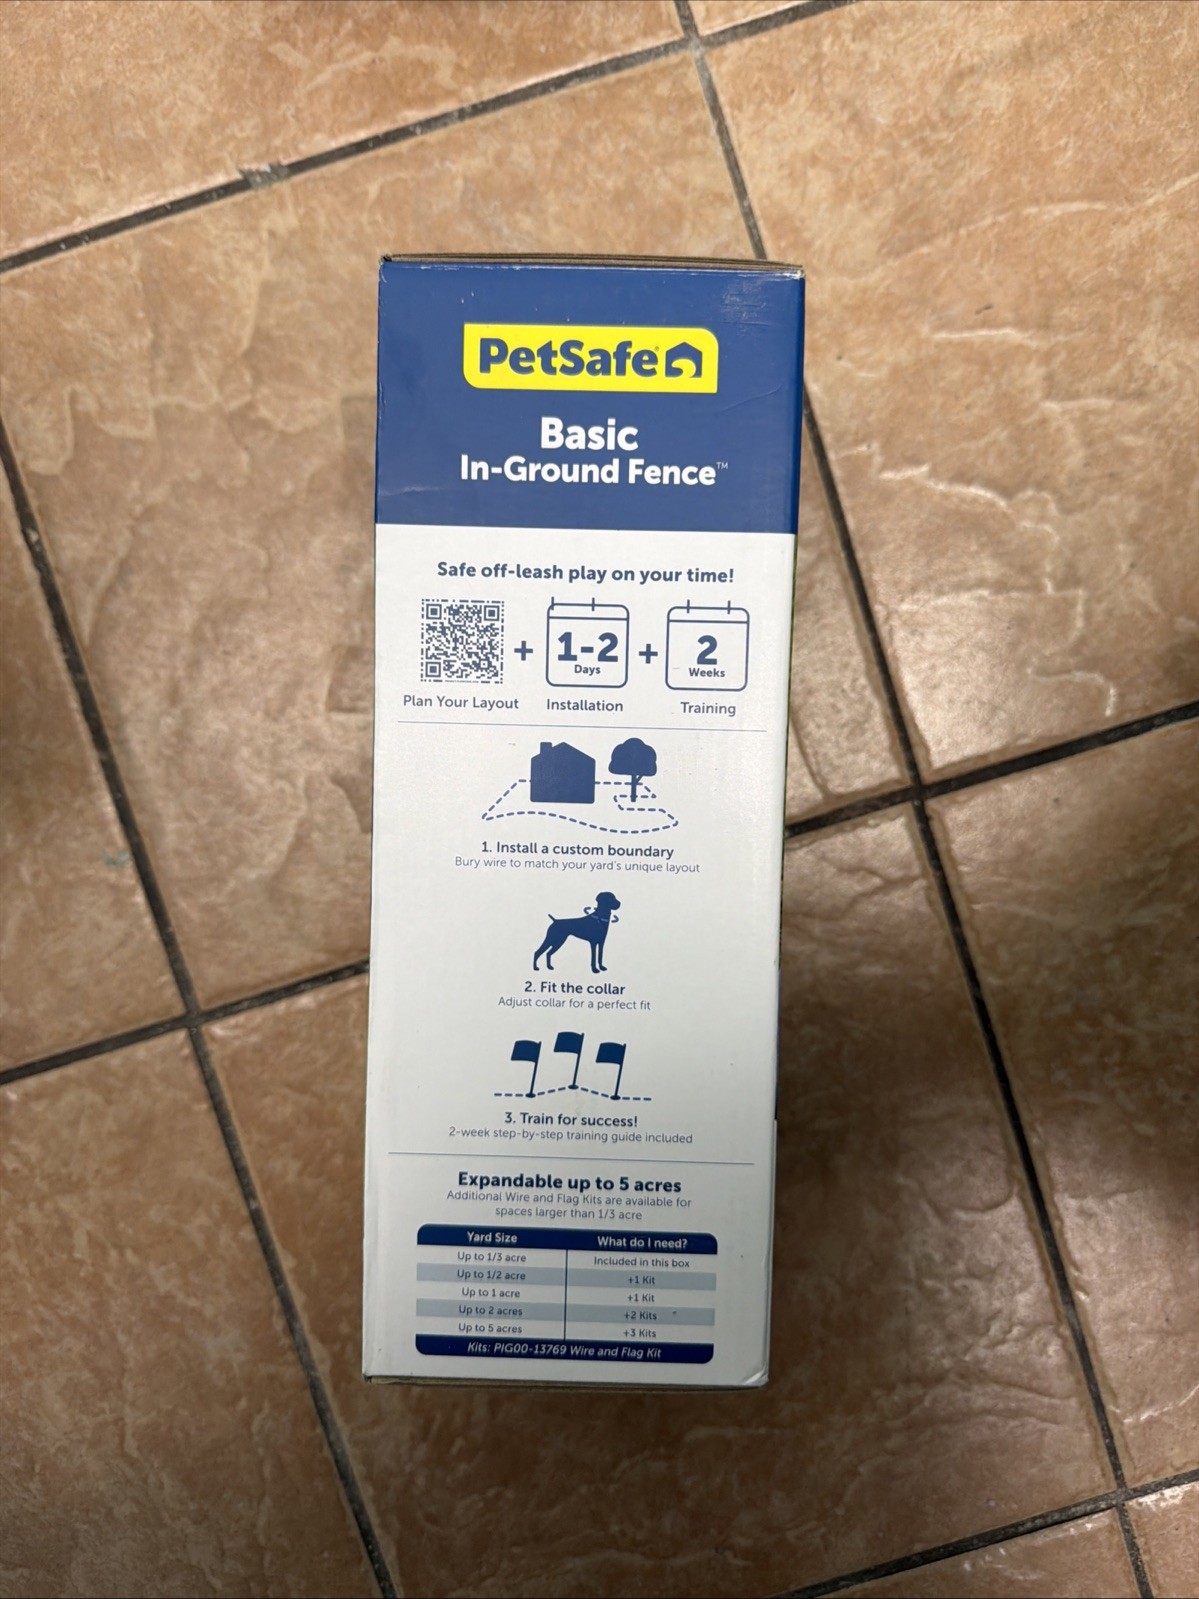 PetSafe®
Basic
In-Ground Fence™
Safe off-leash play on your time!
+ 1-2 Days + 2 Weeks
Plan Your Layout Installation Training
1. Install a custom boundary
Bury wire to match your yard's unique layout
2. Fit the collar
Adjust collar for a perfect fit
3. Train for success!
2-week step-by-step training guide included
Expandable up to 5 acres
Additional Wire and Flag Kits are available for
spaces larger than 1/3 acre
Yard Size What do I need?
Up to 1/3 acre Included in this box
Up to 1/2 acre +1 Kit
Up to 1 acre +1 Kit
Up to 2 acres +2 Kits
Up to 5 acres +3 Kits
Kits: PIG00-13769 Wire and Flag Kit